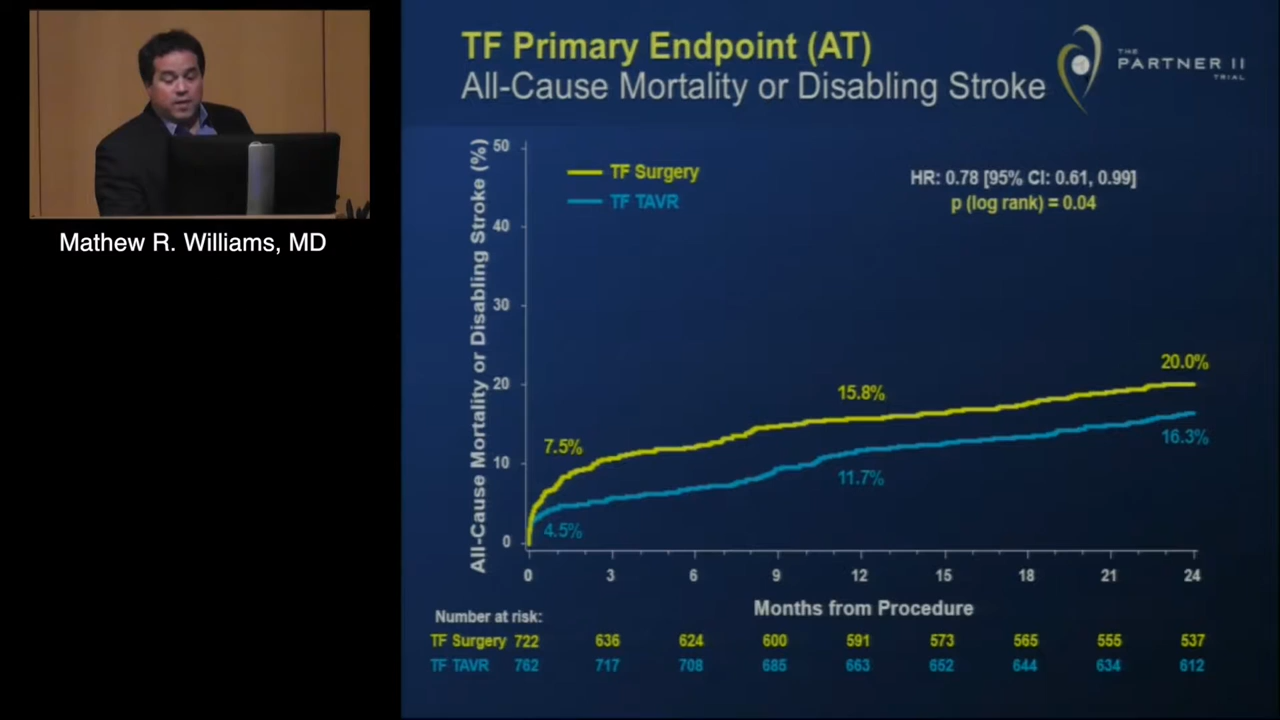 TF Primary Endpoint (AT)
All-Cause Mortality or Disabling Stroke
THE
PARTNER II
TRIAL
Mathew R. Williams, MD
All-Cause Mortality or Disabling Stroke (%)
50
40
30
20
10
0
TF Surgery
TF TAVR
HR: 0.78 [95% CI: 0.61, 0.99]
p (log rank) = 0.04
7.5%
15.8%
20.0%
4.5%
11.7%
16.3%
0 3 6 9 12 15 18 21 24
Months from Procedure
Number at risk:
TF Surgery 722 636 624 600 591 573 565 555 537
TF TAVR 762 717 708 685 663 652 644 634 612